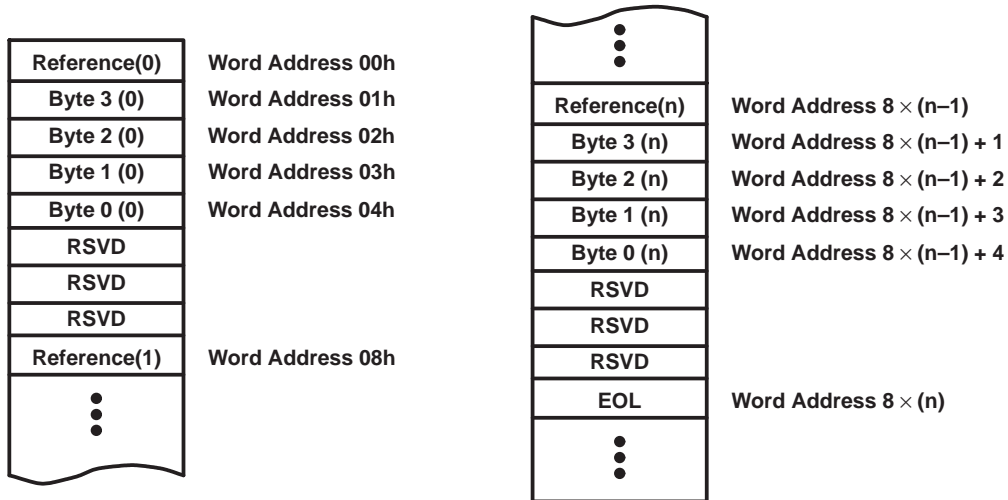 Reference(0) Word Address 00h
Byte 3 (0) Word Address 01h
Byte 2 (0) Word Address 02h
Byte 1 (0) Word Address 03h
Byte 0 (0) Word Address 04h
RSVD
RSVD
RSVD
Reference(1) Word Address 08h
Reference(n) Word Address 8 × (n–1)
Byte 3 (n) Word Address 8 × (n–1) + 1
Byte 2 (n) Word Address 8 × (n–1) + 2
Byte 1 (n) Word Address 8 × (n–1) + 3
Byte 0 (n) Word Address 8 × (n–1) + 4
RSVD
RSVD
RSVD
EOL Word Address 8 × (n)